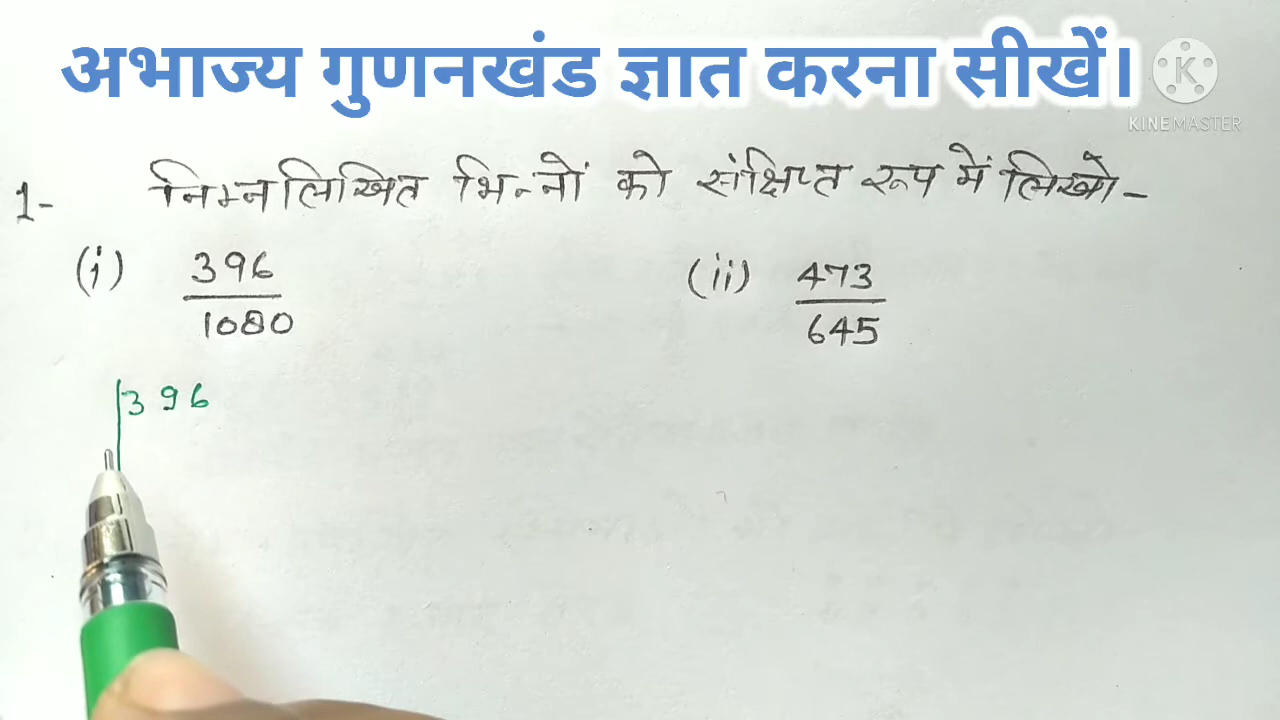 अभाज्य गुणनखंड ज्ञात करना सीखें।
KINEMASTER
1- निम्नलिखित भिन्नों को संक्षिप्त रूप में लिखो-
(i) 396/1080 (ii) 473/645
396